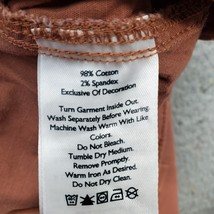 98% Cotton
2% Spandex
Exclusive Of Decoration
Turn Garment Inside Out.
Wash Separately Before Wearing.
Machine Wash Warm with Like
Colors.
Do Not Bleach.
Tumble Dry Medium.
Remove Promptly.
Warm Iron As Desired.
Do Not Dry Clean.